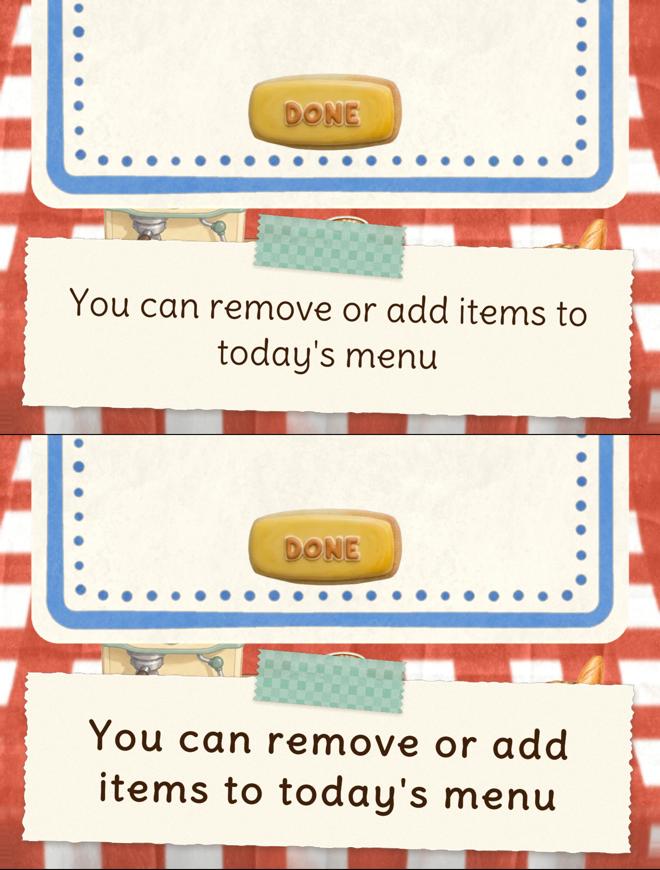 DONE
You can remove or add items to
today's menu
DONE
You can remove or add
items to today's menu